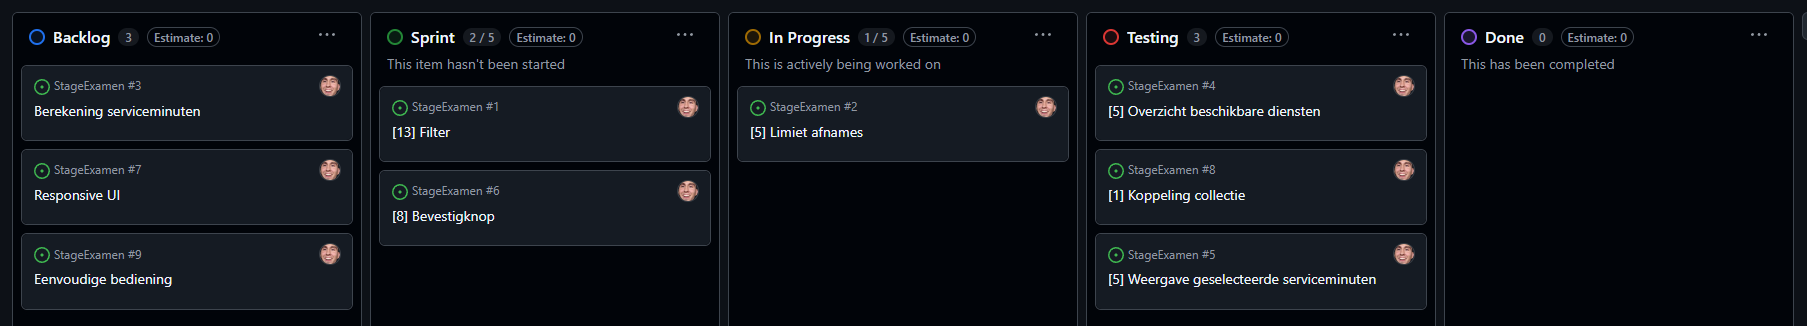 Backlog 3 Estimate: 0 ...
StageExamen #3
Berekening serviceminuten
StageExamen #7
Responsive UI
StageExamen #9
Eenvoudige bediening
Sprint 2 / 5 Estimate: 0 ...
This item hasn't been started
StageExamen #1
[13] Filter
StageExamen #6
[8] Bevestigknop
In Progress 1 / 5 Estimate: 0 ...
This is actively being worked on
StageExamen #2
[5] Limiet afnames
Testing 3 Estimate: 0 ...
StageExamen #4
[5] Overzicht beschikbare diensten
StageExamen #8
[1] Koppeling collectie
StageExamen #5
[5] Weergave geselecteerde serviceminuten
Done 0 Estimate: 0 ...
This has been completed